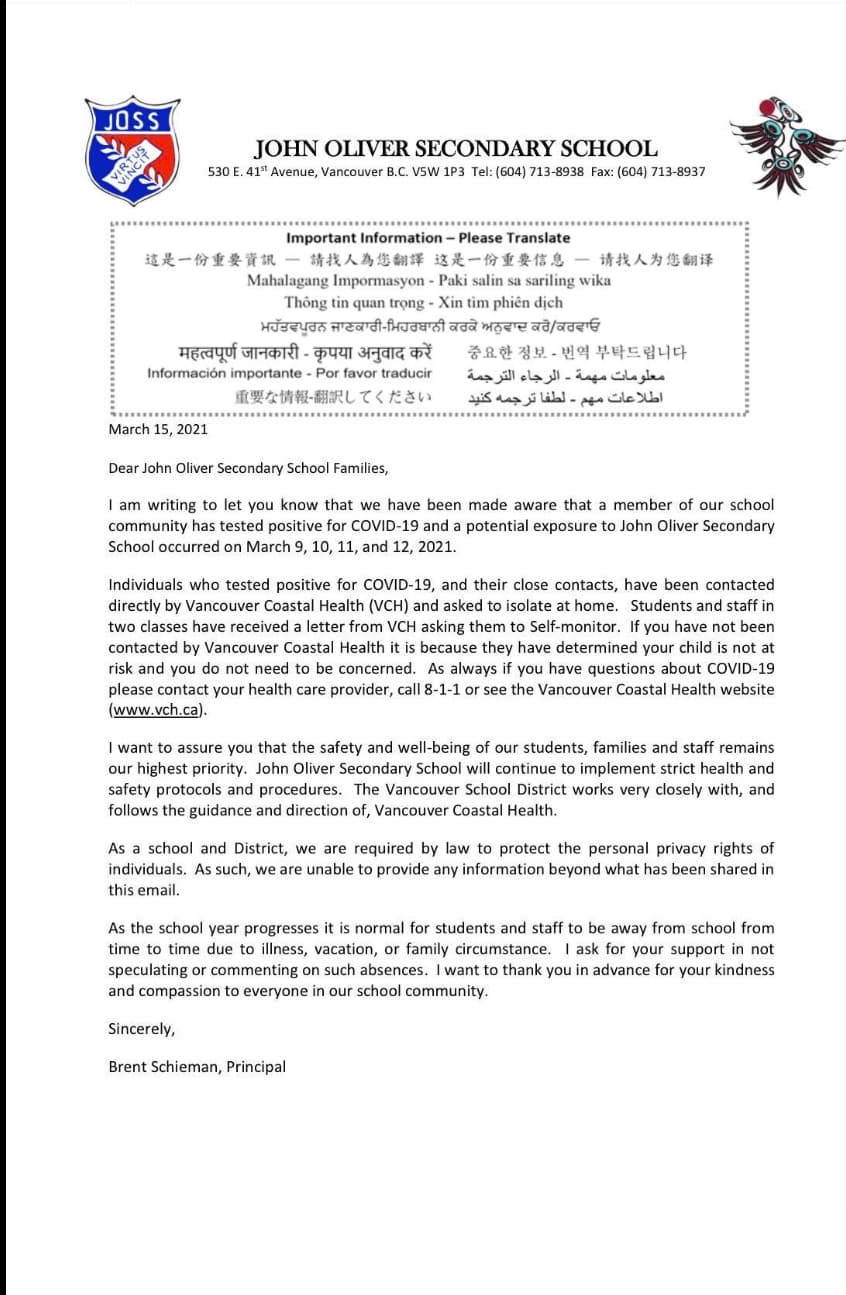 JOSS
VIRTUS
VINCIT
JOHN OLIVER SECONDARY SCHOOL
530 E. 41st Avenue, Vancouver B.C. V5W 1P3 Tel: (604) 713-8938 Fax: (604) 713-8937
Important Information – Please Translate
這是一份重要資訊 — 請找人為您翻譯 这是一份重要信息 — 请找人为您翻译
Mahalagang Impormasyon - Paki salin sa sariling wika
Thông tin quan trọng - Xin tìm phiên dịch
ਮਹੱਤਵਪੂਰਨ ਜਾਣਕਾਰੀ-ਮਿਹਰਬਾਨੀ ਕਰਕੇ ਅਨੁਵਾਦ ਕਰੋ/ਕਰਵਾਓ
महत्वपूर्ण जानकारी - कृपया अनुवाद करें 중요한 정보 - 번역 부탁드립니다
Información importante - Por favor traducir معلومات مهمة - الرجاء الترجمة
重要な情報-翻訳してください اطلاعات مهم - لطفا ترجمه کنید
March 15, 2021
Dear John Oliver Secondary School Families,
I am writing to let you know that we have been made aware that a member of our school
community has tested positive for COVID-19 and a potential exposure to John Oliver Secondary
School occurred on March 9, 10, 11, and 12, 2021.
Individuals who tested positive for COVID-19, and their close contacts, have been contacted
directly by Vancouver Coastal Health (VCH) and asked to isolate at home. Students and staff in
two classes have received a letter from VCH asking them to Self-monitor. If you have not been
contacted by Vancouver Coastal Health it is because they have determined your child is not at
risk and you do not need to be concerned. As always if you have questions about COVID-19
please contact your health care provider, call 8-1-1 or see the Vancouver Coastal Health website
(www.vch.ca).
I want to assure you that the safety and well-being of our students, families and staff remains
our highest priority. John Oliver Secondary School will continue to implement strict health and
safety protocols and procedures. The Vancouver School District works very closely with, and
follows the guidance and direction of, Vancouver Coastal Health.
As a school and District, we are required by law to protect the personal privacy rights of
individuals. As such, we are unable to provide any information beyond what has been shared in
this email.
As the school year progresses it is normal for students and staff to be away from school from
time to time due to illness, vacation, or family circumstance. I ask for your support in not
speculating or commenting on such absences. I want to thank you in advance for your kindness
and compassion to everyone in our school community.
Sincerely,
Brent Schieman, Principal